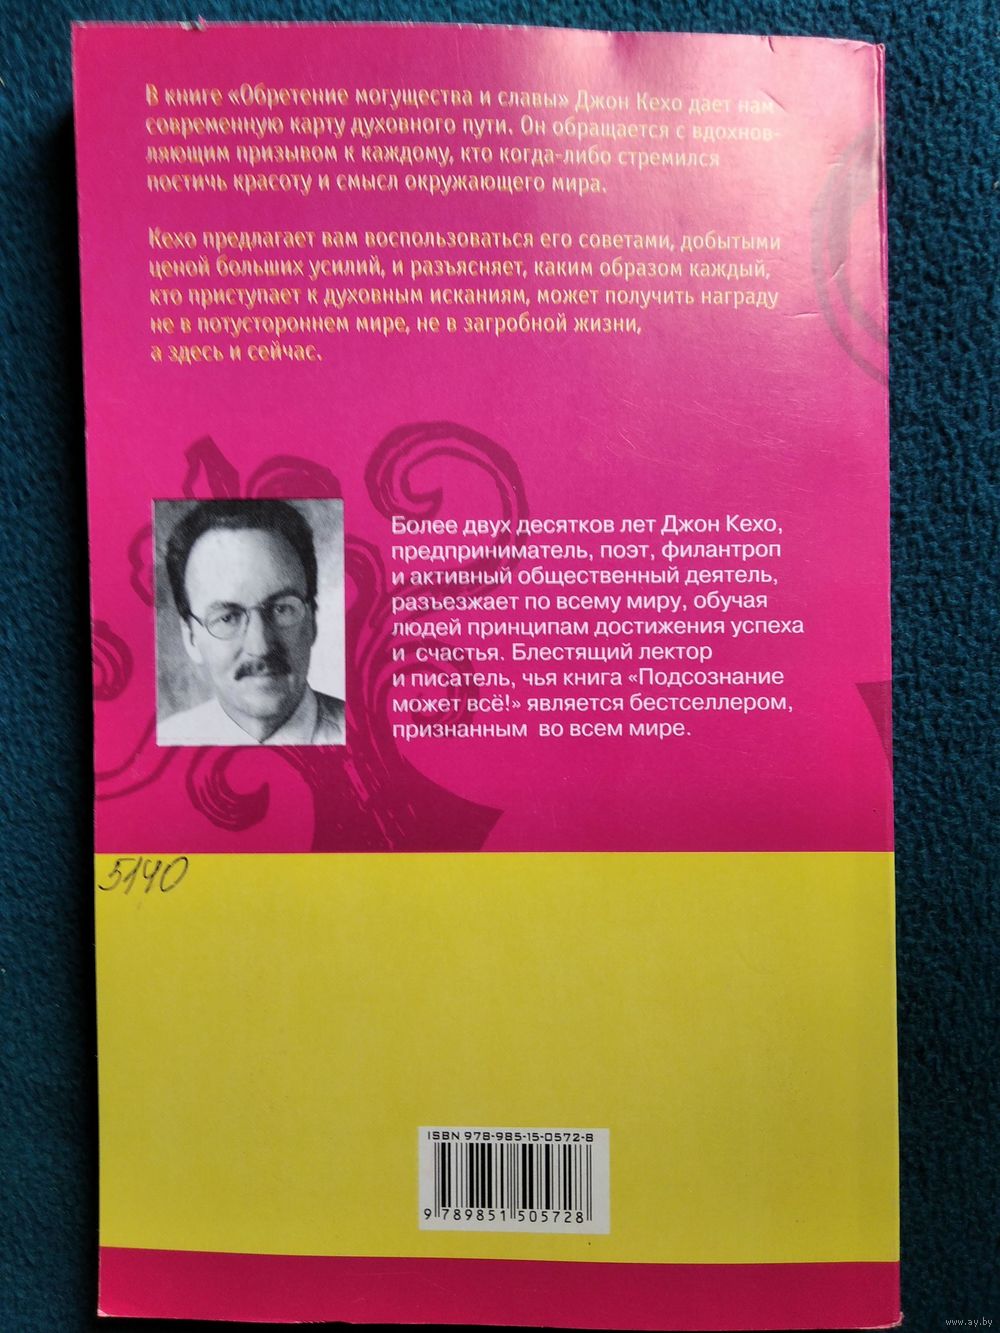 В книге «Обретение могущества и славы» Джон Кехо дает нам
современную карту духовного пути. Он обращается с вдохнов-
ляющим призывом к каждому, кто когда-либо стремился
постичь красоту и смысл окружающего мира.
Кехо предлагает вам воспользоваться его советами, добытыми
ценой больших усилий, и разъясняет, каким образом каждый,
кто приступает к духовным исканиям, может получить награду
не в потустороннем мире, не в загробной жизни,
а здесь и сейчас.
Более двух десятков лет Джон Кехо,
предприниматель, поэт, филантроп
и активный общественный деятель,
разъезжает по всему миру, обучая
людей принципам достижения успеха
и счастья. Блестящий лектор
и писатель, чья книга «Подсознание
может всё!» является бестселлером,
признанным во всем мире.
5140
ISBN 978-985-15-0572-8
9 789851 505728
www.ay.by